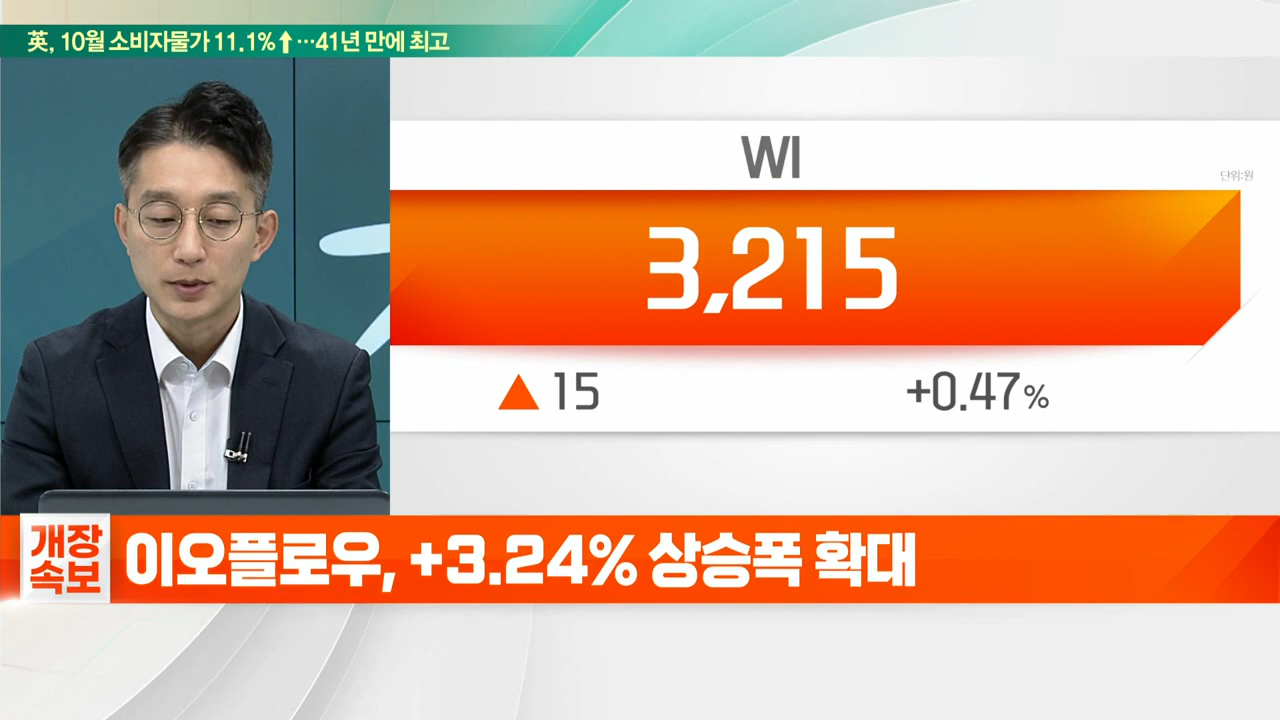 英, 10월 소비자물가 11.1%⬆…41년 만에 최고
WI
단위:원
3,215
▲ 15 +0.47%
개장
속보
이오플로우, +3.24% 상승폭 확대